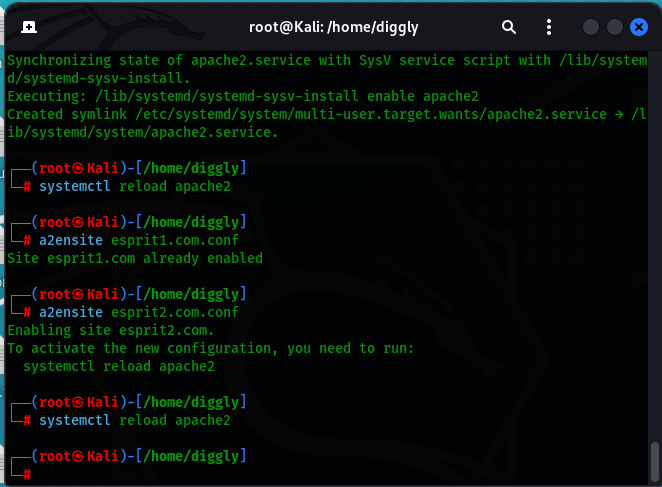 root@Kali: /home/diggly
Synchronizing state of apache2.service with SysV service script with /lib/system
d/systemd-sysv-install.
Executing: /lib/systemd/systemd-sysv-install enable apache2
Created symlink /etc/systemd/system/multi-user.target.wants/apache2.service → /l
ib/systemd/system/apache2.service.
┌──(root㉿Kali)-[/home/diggly]
└─# systemctl reload apache2
┌──(root㉿Kali)-[/home/diggly]
└─# a2ensite esprit1.com.conf
Site esprit1.com already enabled
┌──(root㉿Kali)-[/home/diggly]
└─# a2ensite esprit2.com.conf
Enabling site esprit2.com.
To activate the new configuration, you need to run:
  systemctl reload apache2
┌──(root㉿Kali)-[/home/diggly]
└─# systemctl reload apache2
┌──(root㉿Kali)-[/home/diggly]
└─#